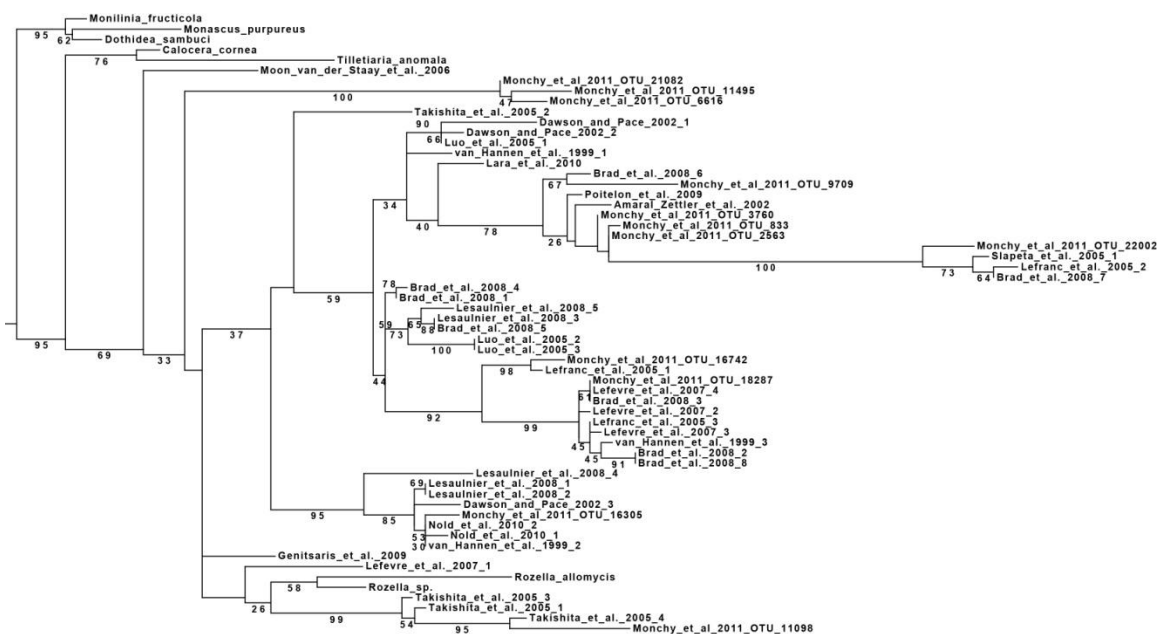 Monilinia_fructicola
95
Monascus_purpureus
62
Dothidea_sambuci
Calocera_cornea
76
Tilletiaria_anomala
Moon_van_der_Staay_et_al._2006
Monchy_et_al_2011_OTU_21082
Monchy_et_al_2011_OTU_11495
100
47
Monchy_et_al_2011_OTU_6616
Takishita_et_al._2005_2
90
Dawson_and_Pace_2002_1
Dawson_and_Pace_2002_2
66
Luo_et_al._2005_1
van_Hannen_et_al._1999_1
Lara_et_al._2010
Brad_et_al._2008_6
67
Monchy_et_al_2011_OTU_9709
Poitelon_et_al._2009
34
Amaral_Zettler_et_al._2002
Monchy_et_al_2011_OTU_3760
40
78
Monchy_et_al_2011_OTU_833
26
Monchy_et_al_2011_OTU_2563
Monchy_et_al_2011_OTU_22002
Slapeta_et_al._2005_1
100
Lefranc_et_al._2005_2
73
64
Brad_et_al._2008_7
78
Brad_et_al._2008_4
59
Brad_et_al._2008_1
Lesaulnier_et_al._2008_5
Lesaulnier_et_al._2008_3
59
65
88
Brad_et_al._2008_5
37
73
Luo_et_al._2005_2
100
Luo_et_al._2005_3
95
69
33
Monchy_et_al_2011_OTU_16742
98
Lefranc_et_al._2005_1
44
Monchy_et_al_2011_OTU_18287
Lefevre_et_al._2007_4
61
Brad_et_al._2008_3
92
Lefevre_et_al._2007_2
Lefranc_et_al._2005_3
99
Lefevre_et_al._2007_3
45
van_Hannen_et_al._1999_3
45
Brad_et_al._2008_2
91
Brad_et_al._2008_8
Lesaulnier_et_al._2008_4
69
Lesaulnier_et_al._2008_1
95
Lesaulnier_et_al._2008_2
Dawson_and_Pace_2002_3
85
Monchy_et_al_2011_OTU_16305
Nold_et_al._2010_2
53
Nold_et_al._2010_1
30
van_Hannen_et_al._1999_2
Genitsaris_et_al._2009
Lefevre_et_al._2007_1
Rozella_allomycis
58
Rozella_sp.
26
Takishita_et_al._2005_3
99
Takishita_et_al._2005_1
54
Takishita_et_al._2005_4
95
Monchy_et_al_2011_OTU_11098